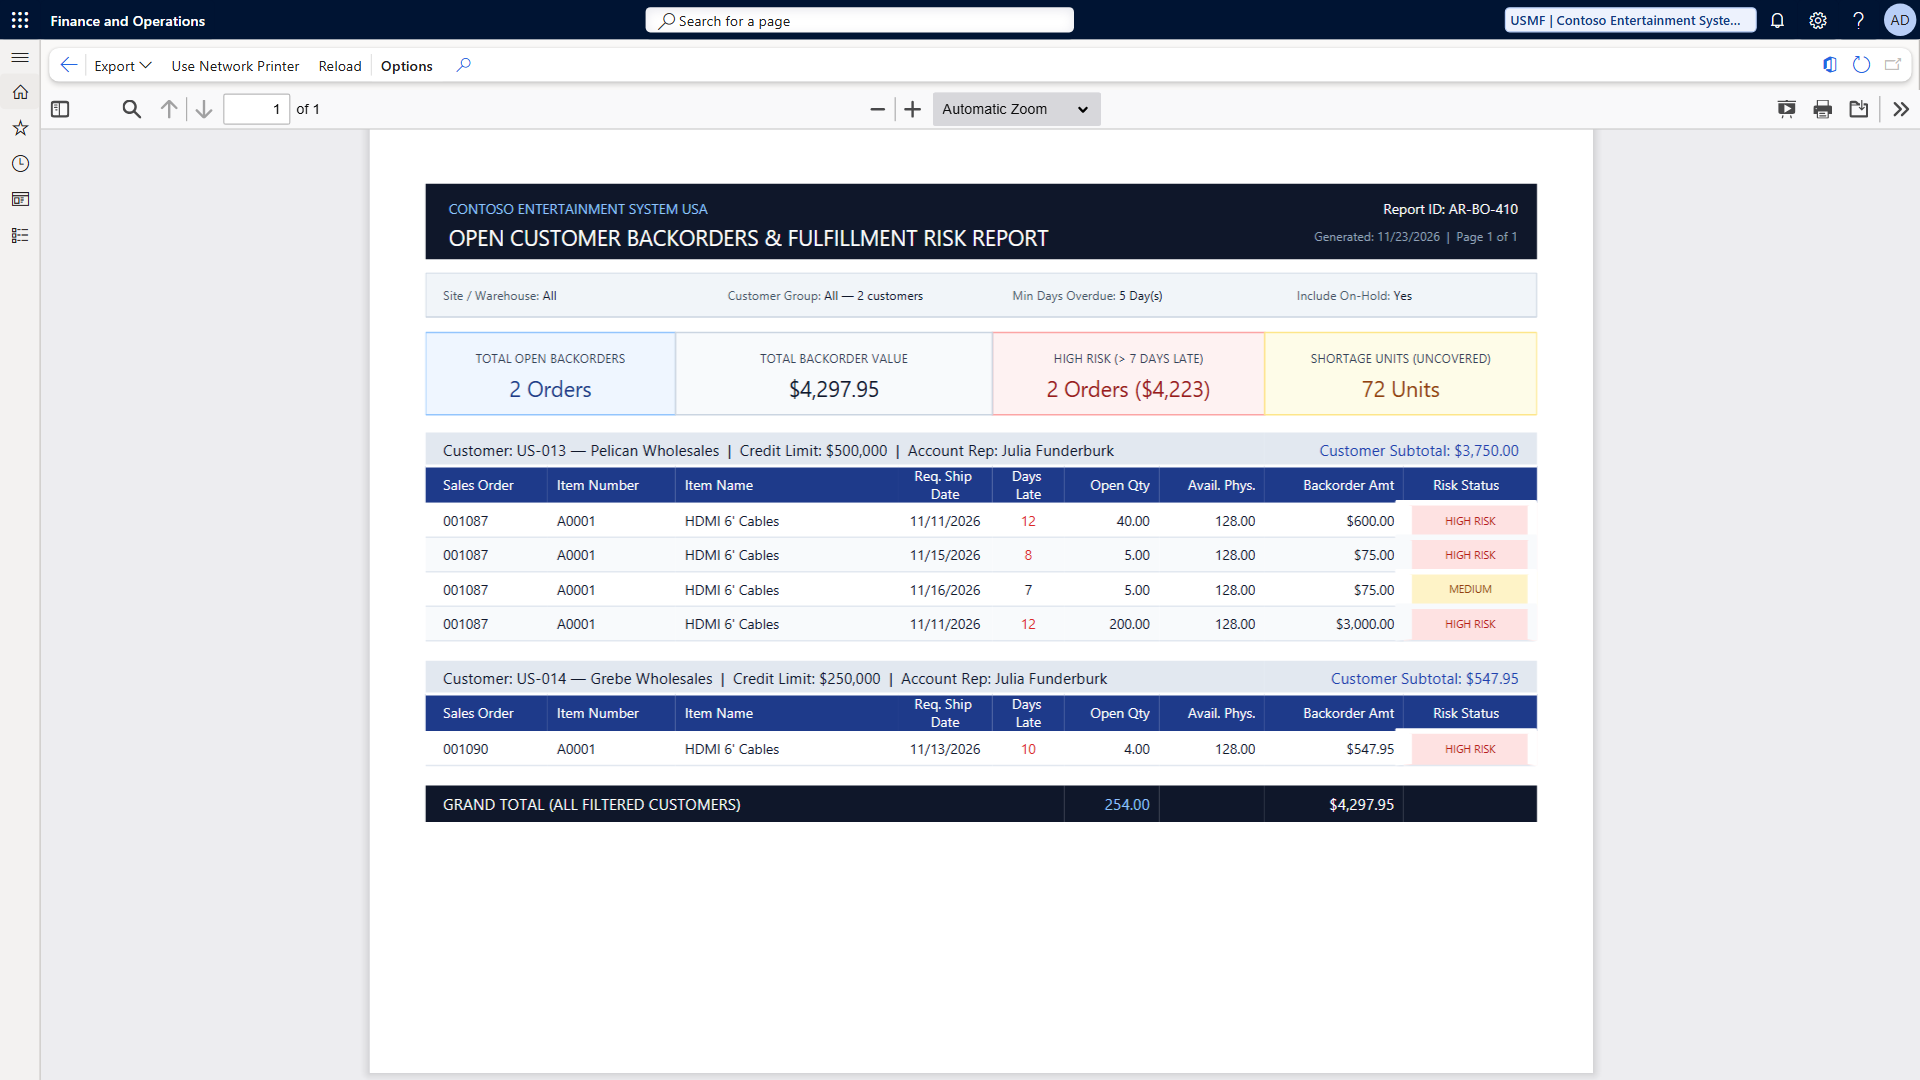 Finance and Operations
Search for a page
USMF | Contoso Entertainment Syste...
AD
Export
Use Network Printer
Reload
Options
1 of 1
Automatic Zoom
CONTOSO ENTERTAINMENT SYSTEM USA
Report ID: AR-BO-410
OPEN CUSTOMER BACKORDERS & FULFILLMENT RISK REPORT
Generated: 11/23/2026 | Page 1 of 1
Site / Warehouse: All
Customer Group: All — 2 customers
Min Days Overdue: 5 Day(s)
Include On-Hold: Yes
TOTAL OPEN BACKORDERS
2 Orders
TOTAL BACKORDER VALUE
$4,297.95
HIGH RISK (> 7 DAYS LATE)
2 Orders ($4,223)
SHORTAGE UNITS (UNCOVERED)
72 Units
Customer: US-013 — Pelican Wholesales | Credit Limit: $500,000 | Account Rep: Julia Funderburk
Customer Subtotal: $3,750.00
Sales Order Item Number Item Name Req. Ship Date Days Late Open Qty Avail. Phys. Backorder Amt Risk Status
001087 A0001 HDMI 6' Cables 11/11/2026 12 40.00 128.00 $600.00 HIGH RISK
001087 A0001 HDMI 6' Cables 11/15/2026 8 5.00 128.00 $75.00 HIGH RISK
001087 A0001 HDMI 6' Cables 11/16/2026 7 5.00 128.00 $75.00 MEDIUM
001087 A0001 HDMI 6' Cables 11/11/2026 12 200.00 128.00 $3,000.00 HIGH RISK
Customer: US-014 — Grebe Wholesales | Credit Limit: $250,000 | Account Rep: Julia Funderburk
Customer Subtotal: $547.95
Sales Order Item Number Item Name Req. Ship Date Days Late Open Qty Avail. Phys. Backorder Amt Risk Status
001090 A0001 HDMI 6' Cables 11/13/2026 10 4.00 128.00 $547.95 HIGH RISK
GRAND TOTAL (ALL FILTERED CUSTOMERS) 254.00 $4,297.95